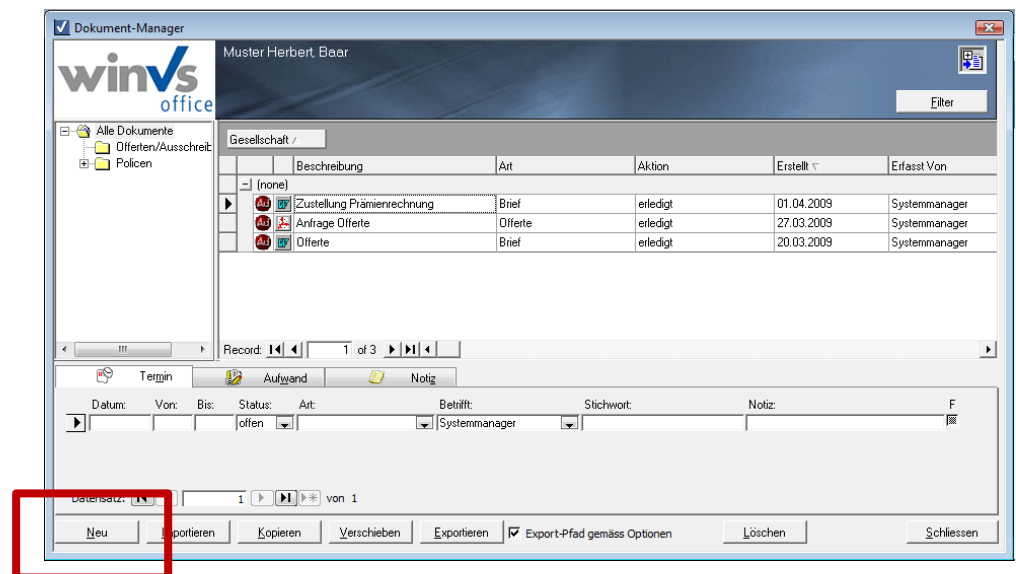 Dokument-Manager
winvs
office
Muster Herbert, Baar
Filter
Alle Dokumente
Offerten/Ausschreib
Policen
Gesellschaft
Beschreibung Art Aktion Erstellt Erfasst Von
(none)
Zustellung Prämienrechnung Brief erledigt 01.04.2009 Systemmanager
Anfrage Offerte Offerte erledigt 27.03.2009 Systemmanager
Offerte Brief erledigt 20.03.2009 Systemmanager
Record: 1 of 3
Termin Aufwand Notiz
Datum: Von: Bis: Status: Art: Betrifft: Stichwort: Notiz: F
offen Systemmanager
Datensatz: 1 von 1
Neu Importieren Kopieren Verschieben Exportieren Export-Pfad gemäss Optionen Löschen Schliessen